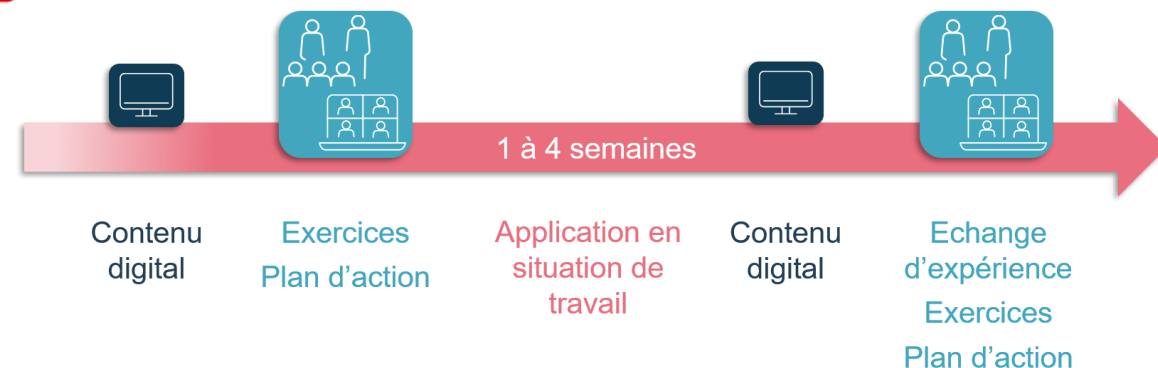 1 à 4 semaines
Contenu
digital
Exercices
Plan d’action
Application en
situation de
travail
Contenu
digital
Echange
d’expérience
Exercices
Plan d’action